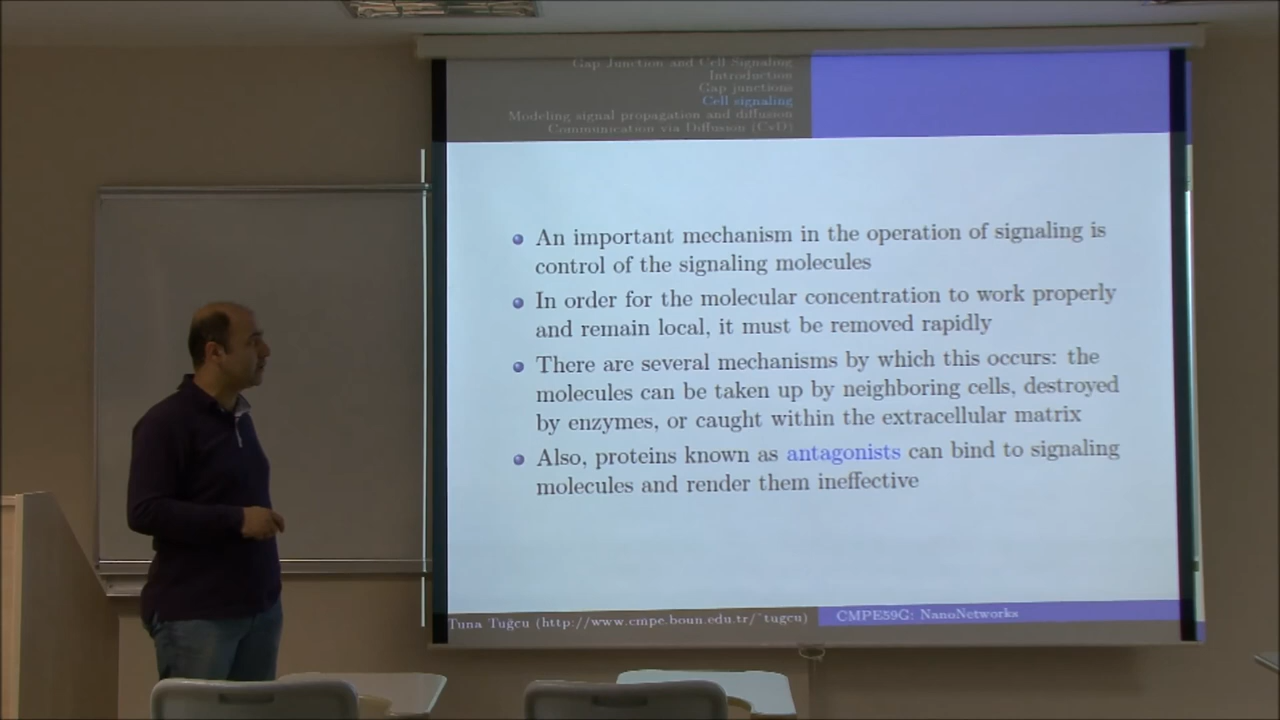 Gap Junction and Cell Signaling
Introduction
Gap junctions
Cell signaling
Modeling signal propagation and diffusion
Communication via Diffusion (CvD)
An important mechanism in the operation of signaling is
control of the signaling molecules
In order for the molecular concentration to work properly
and remain local, it must be removed rapidly
There are several mechanisms by which this occurs: the
molecules can be taken up by neighboring cells, destroyed
by enzymes, or caught within the extracellular matrix
Also, proteins known as antagonists can bind to signaling
molecules and render them ineffective
Tuna Tuğcu (http://www.cmpe.boun.edu.tr/~tugcu)
CMPE59G: NanoNetworks